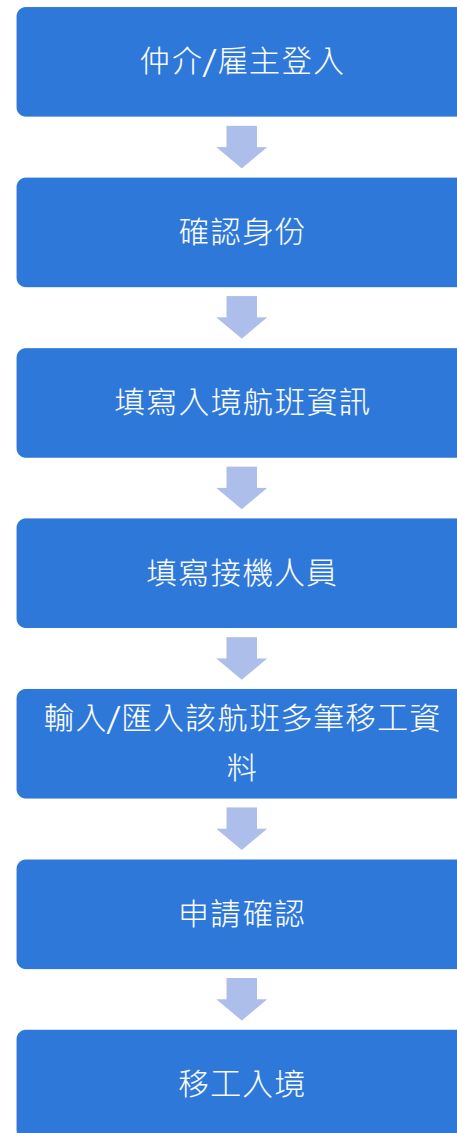 仲介/雇主登入
確認身份
填寫入境航班資訊
填寫接機人員
輸入/匯入該航班多筆移工資
料
申請確認
移工入境